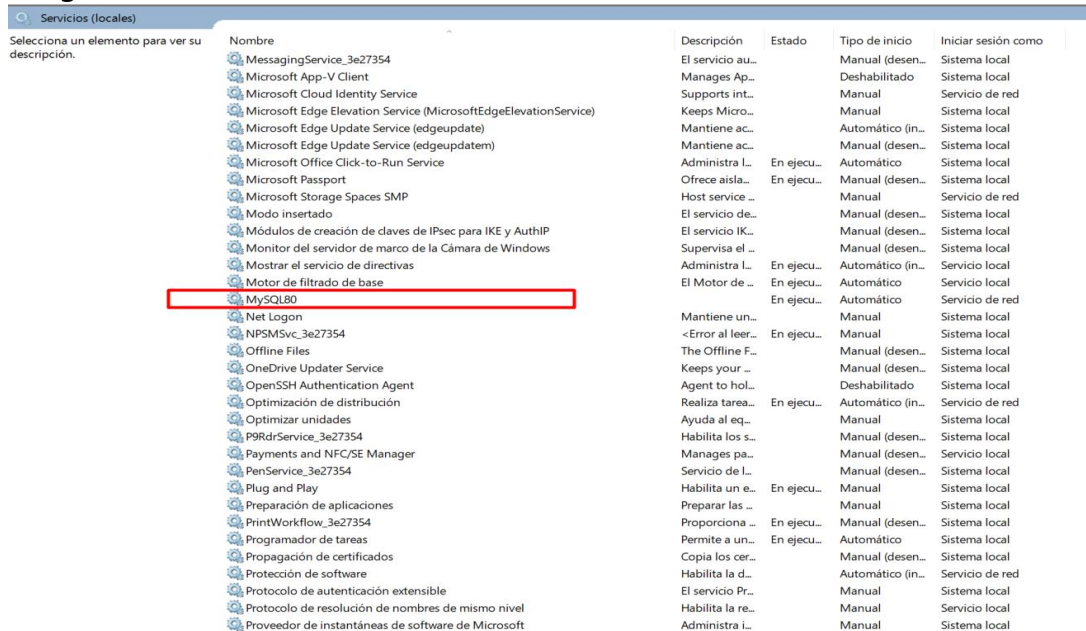 Servicios (locales)
Selecciona un elemento para ver su
descripción.
Nombre Descripción Estado Tipo de inicio Iniciar sesión como
MessagingService_3e27354 El servicio au... Manual (desen... Sistema local
Microsoft App-V Client Manages Ap... Deshabilitado Sistema local
Microsoft Cloud Identity Service Supports int... Manual Servicio de red
Microsoft Edge Elevation Service (MicrosoftEdgeElevationService) Keeps Micro... Manual Sistema local
Microsoft Edge Update Service (edgeupdate) Mantiene ac... Automático (in... Sistema local
Microsoft Edge Update Service (edgeupdatem) Mantiene ac... Manual (desen... Sistema local
Microsoft Office Click-to-Run Service Administra l... En ejecu... Automático Sistema local
Microsoft Passport Ofrece aisla... En ejecu... Manual (desen... Sistema local
Microsoft Storage Spaces SMP Host service ... Manual Servicio de red
Modo insertado El servicio de... Manual (desen... Sistema local
Módulos de creación de claves de IPsec para IKE y AuthIP El servicio IK... Manual (desen... Sistema local
Monitor del servidor de marco de la Cámara de Windows Supervisa el ... Manual (desen... Sistema local
Mostrar el servicio de directivas Administra l... En ejecu... Automático (in... Servicio local
Motor de filtrado de base El Motor de ... En ejecu... Automático Servicio local
MySQL80 En ejecu... Automático Servicio de red
Net Logon Mantiene un... Manual Sistema local
NPSMSvc_3e27354 <Error al leer... En ejecu... Manual Sistema local
Offline Files The Offline F... Manual (desen... Sistema local
OneDrive Updater Service Keeps your ... Manual (desen... Sistema local
OpenSSH Authentication Agent Agent to hol... Deshabilitado Sistema local
Optimización de distribución Realiza tarea... En ejecu... Automático (in... Servicio de red
Optimizar unidades Ayuda al eq... Manual Sistema local
P9RdrService_3e27354 Habilita los s... Manual (desen... Sistema local
Payments and NFC/SE Manager Manages pa... Manual (desen... Servicio local
PenService_3e27354 Servicio de l... Manual (desen... Sistema local
Plug and Play Habilita un e... En ejecu... Manual Sistema local
Preparación de aplicaciones Preparar las ... Manual Sistema local
PrintWorkflow_3e27354 Proporciona ... En ejecu... Manual (desen... Sistema local
Programador de tareas Permite a un... En ejecu... Automático Sistema local
Propagación de certificados Copia los cer... Manual (desen... Sistema local
Protección de software Habilita la d... Automático (in... Servicio de red
Protocolo de autenticación extensible El servicio Pr... Manual Sistema local
Protocolo de resolución de nombres de mismo nivel Habilita la re... Manual Servicio local
Proveedor de instantáneas de software de Microsoft Administra i... Manual Sistema local